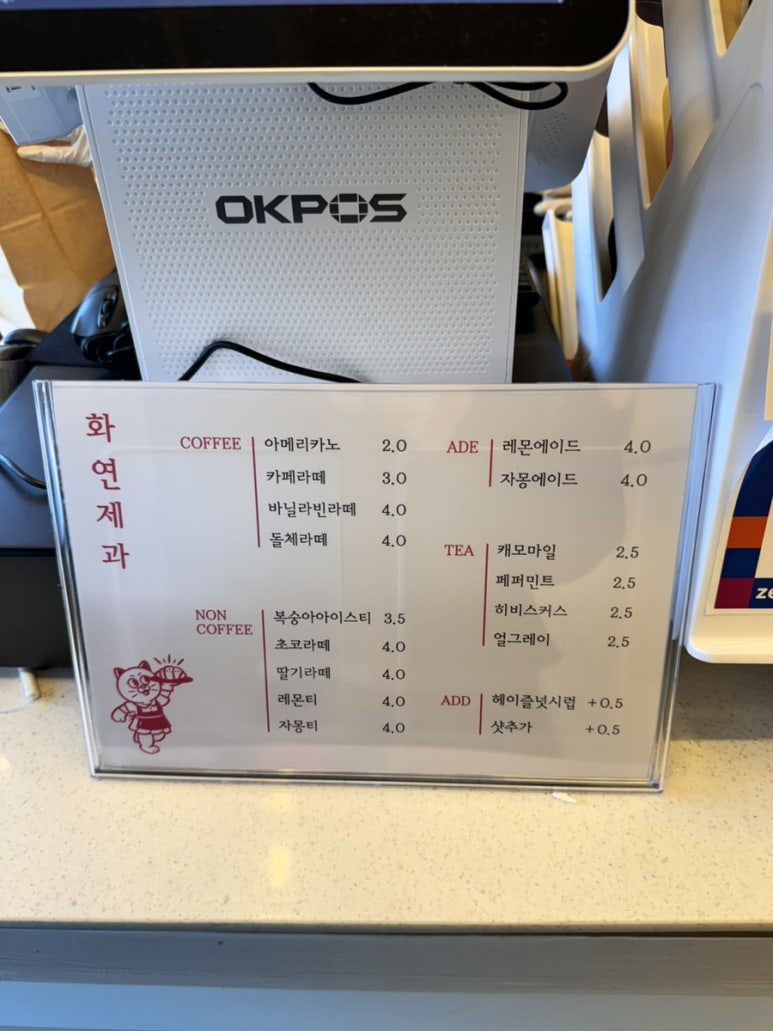 OKPOS
화연제과
COFFEE
아메리카노 2.0
카페라떼 3.0
바닐라빈라떼 4.0
돌체라떼 4.0
NON
COFFEE
복숭아아이스티 3.5
초코라떼 4.0
딸기라떼 4.0
레몬티 4.0
자몽티 4.0
ADE
레몬에이드 4.0
자몽에이드 4.0
TEA
캐모마일 2.5
페퍼민트 2.5
히비스커스 2.5
얼그레이 2.5
ADD
헤이즐넛시럽 +0.5
샷추가 +0.5